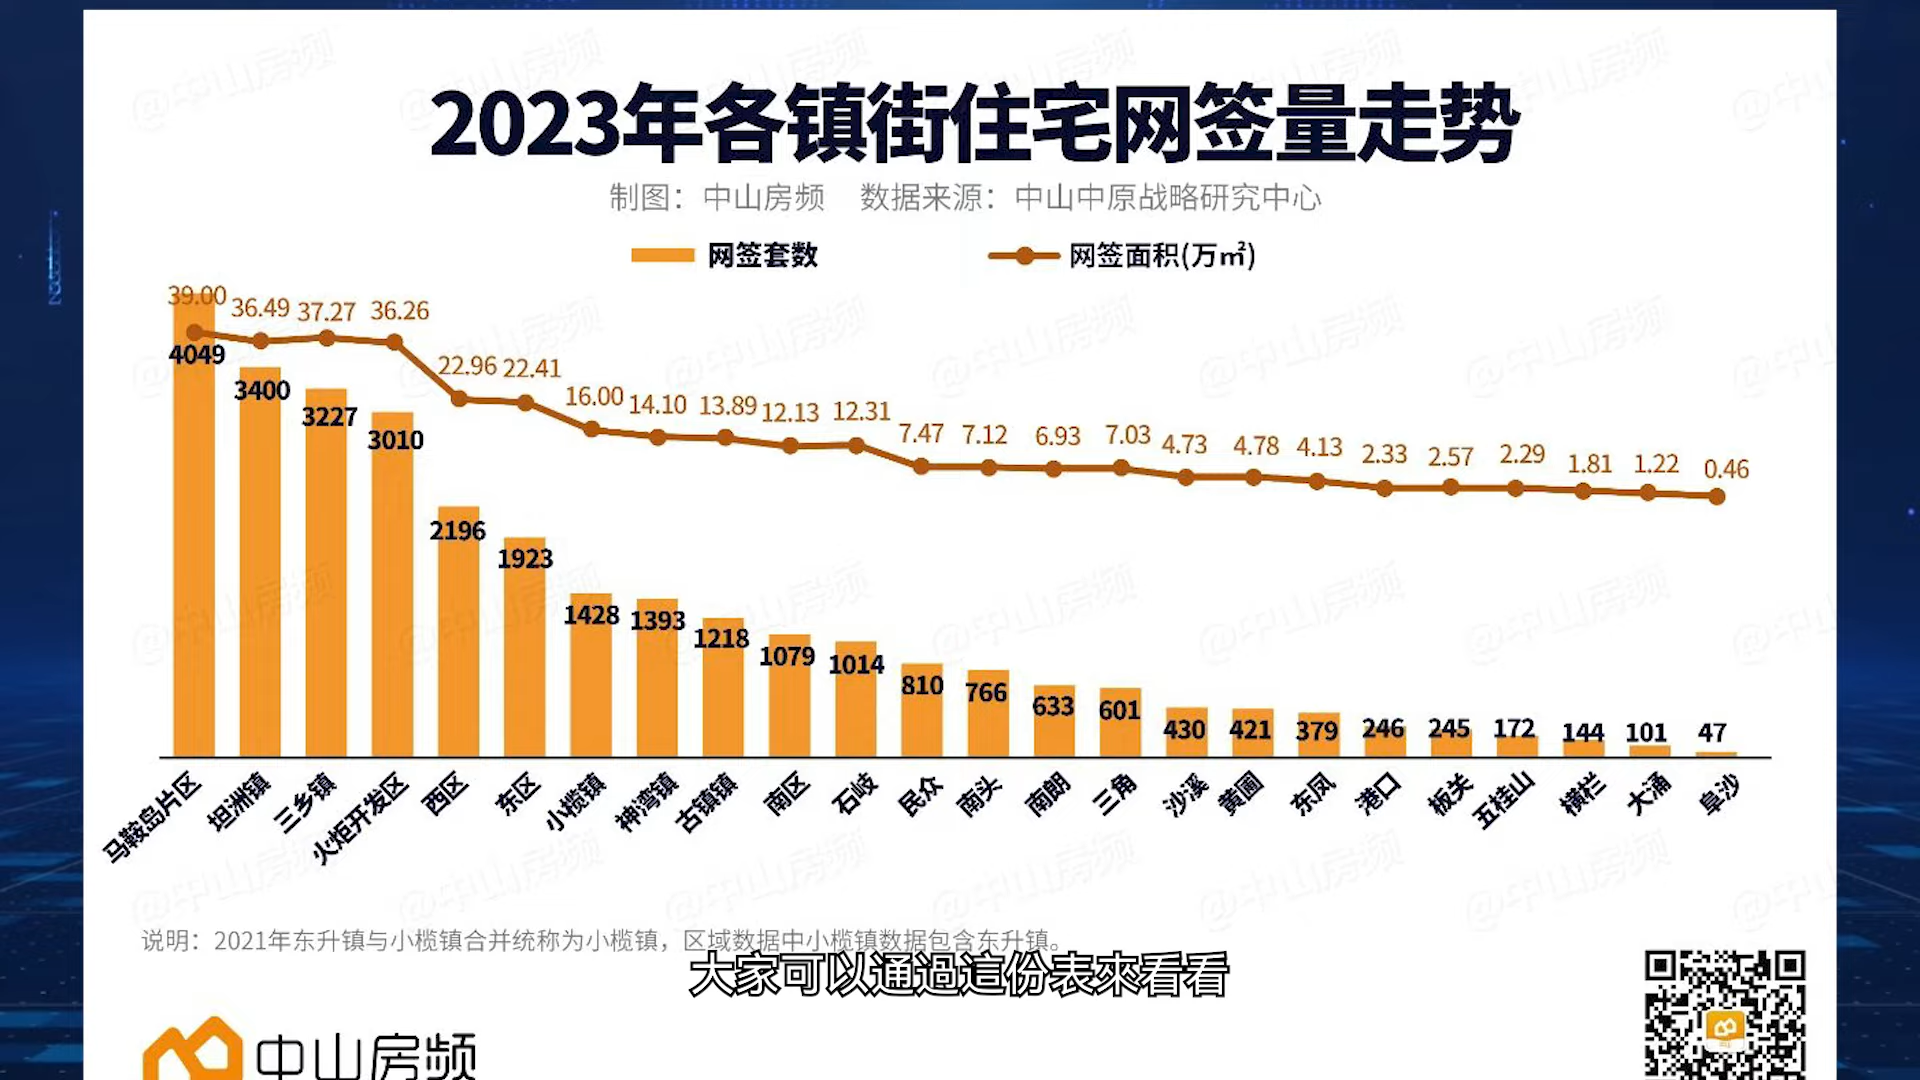 2023年各镇街住宅网签量走势
制图：中山房频 数据来源：中山中原战略研究中心
网签套数 网签面积(万㎡)
39.00 36.49 37.27 36.26 22.96 22.41 16.00 14.10 13.89 12.13 12.31 7.47 7.12 6.93 7.03 4.73 4.78 4.13 2.33 2.57 2.29 1.81 1.22 0.46
4049 3400 3227 3010 2196 1923 1428 1393 1218 1079 1014 810 766 633 601 430 421 379 246 245 172 144 101 47
马鞍岛片区 坦洲镇 三乡镇 火炬开发区 西区 东区 小榄镇 神湾镇 古镇镇 南区 石岐 民众 南头 南朗 三角 沙溪 黄圃 东凤 港口 板关 五桂山 横栏 大涌 阜沙
说明：2021年东升镇与小榄镇合并统称为小榄镇，区域数据中小榄镇数据包含东升镇。
大家可以通過這份表來看看
中山房频
@中山房频